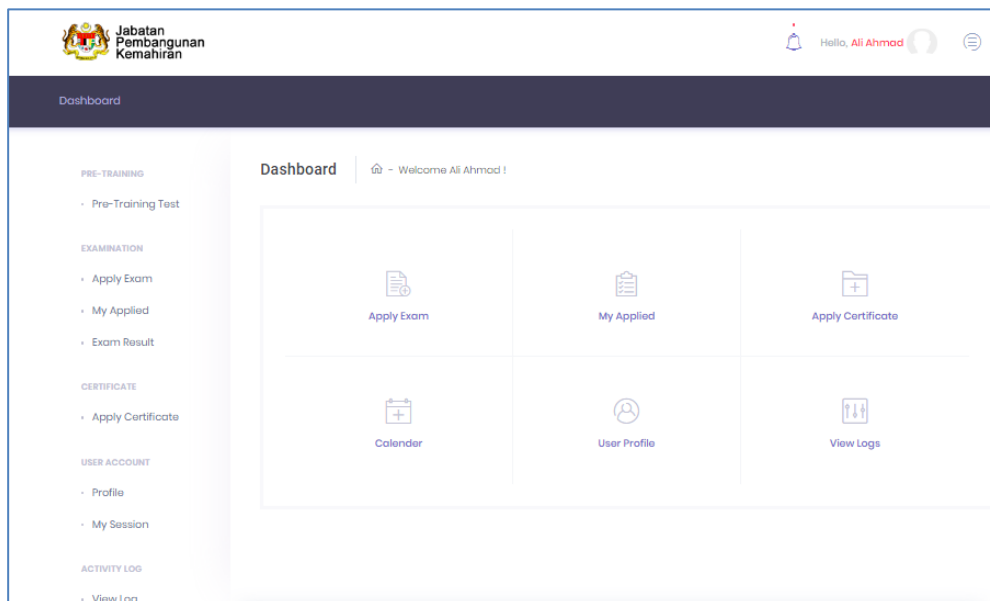 Jabatan
Pembangunan
Kemahiran
Hello, Ali Ahmad
Dashboard
PRE-TRAINING
Pre-Training Test
EXAMINATION
Apply Exam
My Applied
Exam Result
CERTIFICATE
Apply Certificate
USER ACCOUNT
Profile
My Session
ACTIVITY LOG
View Log
Dashboard
- Welcome Ali Ahmad !
Apply Exam
My Applied
Apply Certificate
Calender
User Profile
View Logs